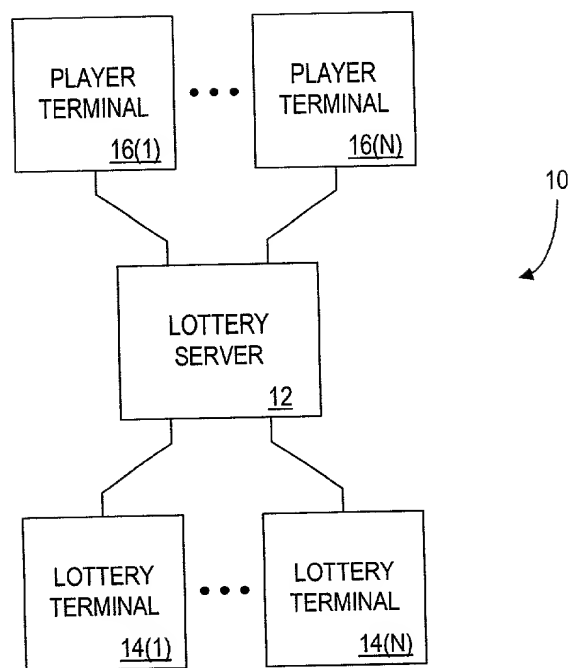 PLAYER
TERMINAL
16(1)
PLAYER
TERMINAL
16(N)
10
LOTTERY
SERVER
12
LOTTERY
TERMINAL
14(1)
LOTTERY
TERMINAL
14(N)